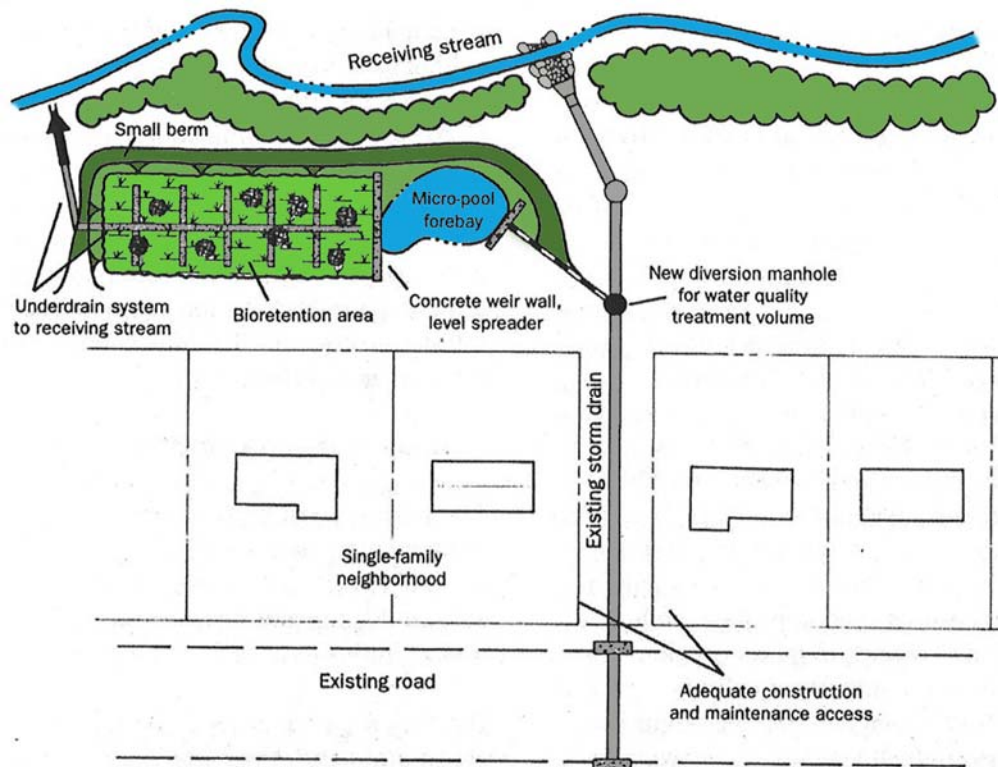 Receiving stream
Small berm
Micro-pool
forebay
Underdrain system
to receiving stream
Bioretention area
Concrete weir wall,
level spreader
New diversion manhole
for water quality
treatment volume
Existing storm drain
Single-family
neighborhood
Existing road
Adequate construction
and maintenance access